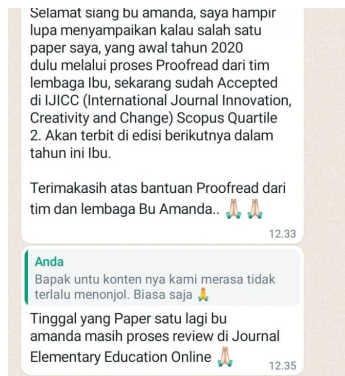 Selamat siang bu amanda, saya hampir
lupa menyampaikan kalau salah satu
paper saya, yang awal tahun 2020
dulu melalui proses Proofread dari tim
lembaga Ibu, sekarang sudah Accepted
di IJICC (International Journal Innovation,
Creativity and Change) Scopus Quartile
2. Akan terbit di edisi berikutnya dalam
tahun ini Ibu.
Terimakasih atas bantuan Proofread dari
tim dan lembaga Bu Amanda.. 🙏🏻 🙏🏻
12.33
Anda
Bapak untu konten nya kami merasa tidak
terlalu menonjol. Biasa saja 🙏
Tinggal yang Paper satu lagi bu
amanda masih proses review di Journal
Elementary Education Online 🙏🏻
12.35